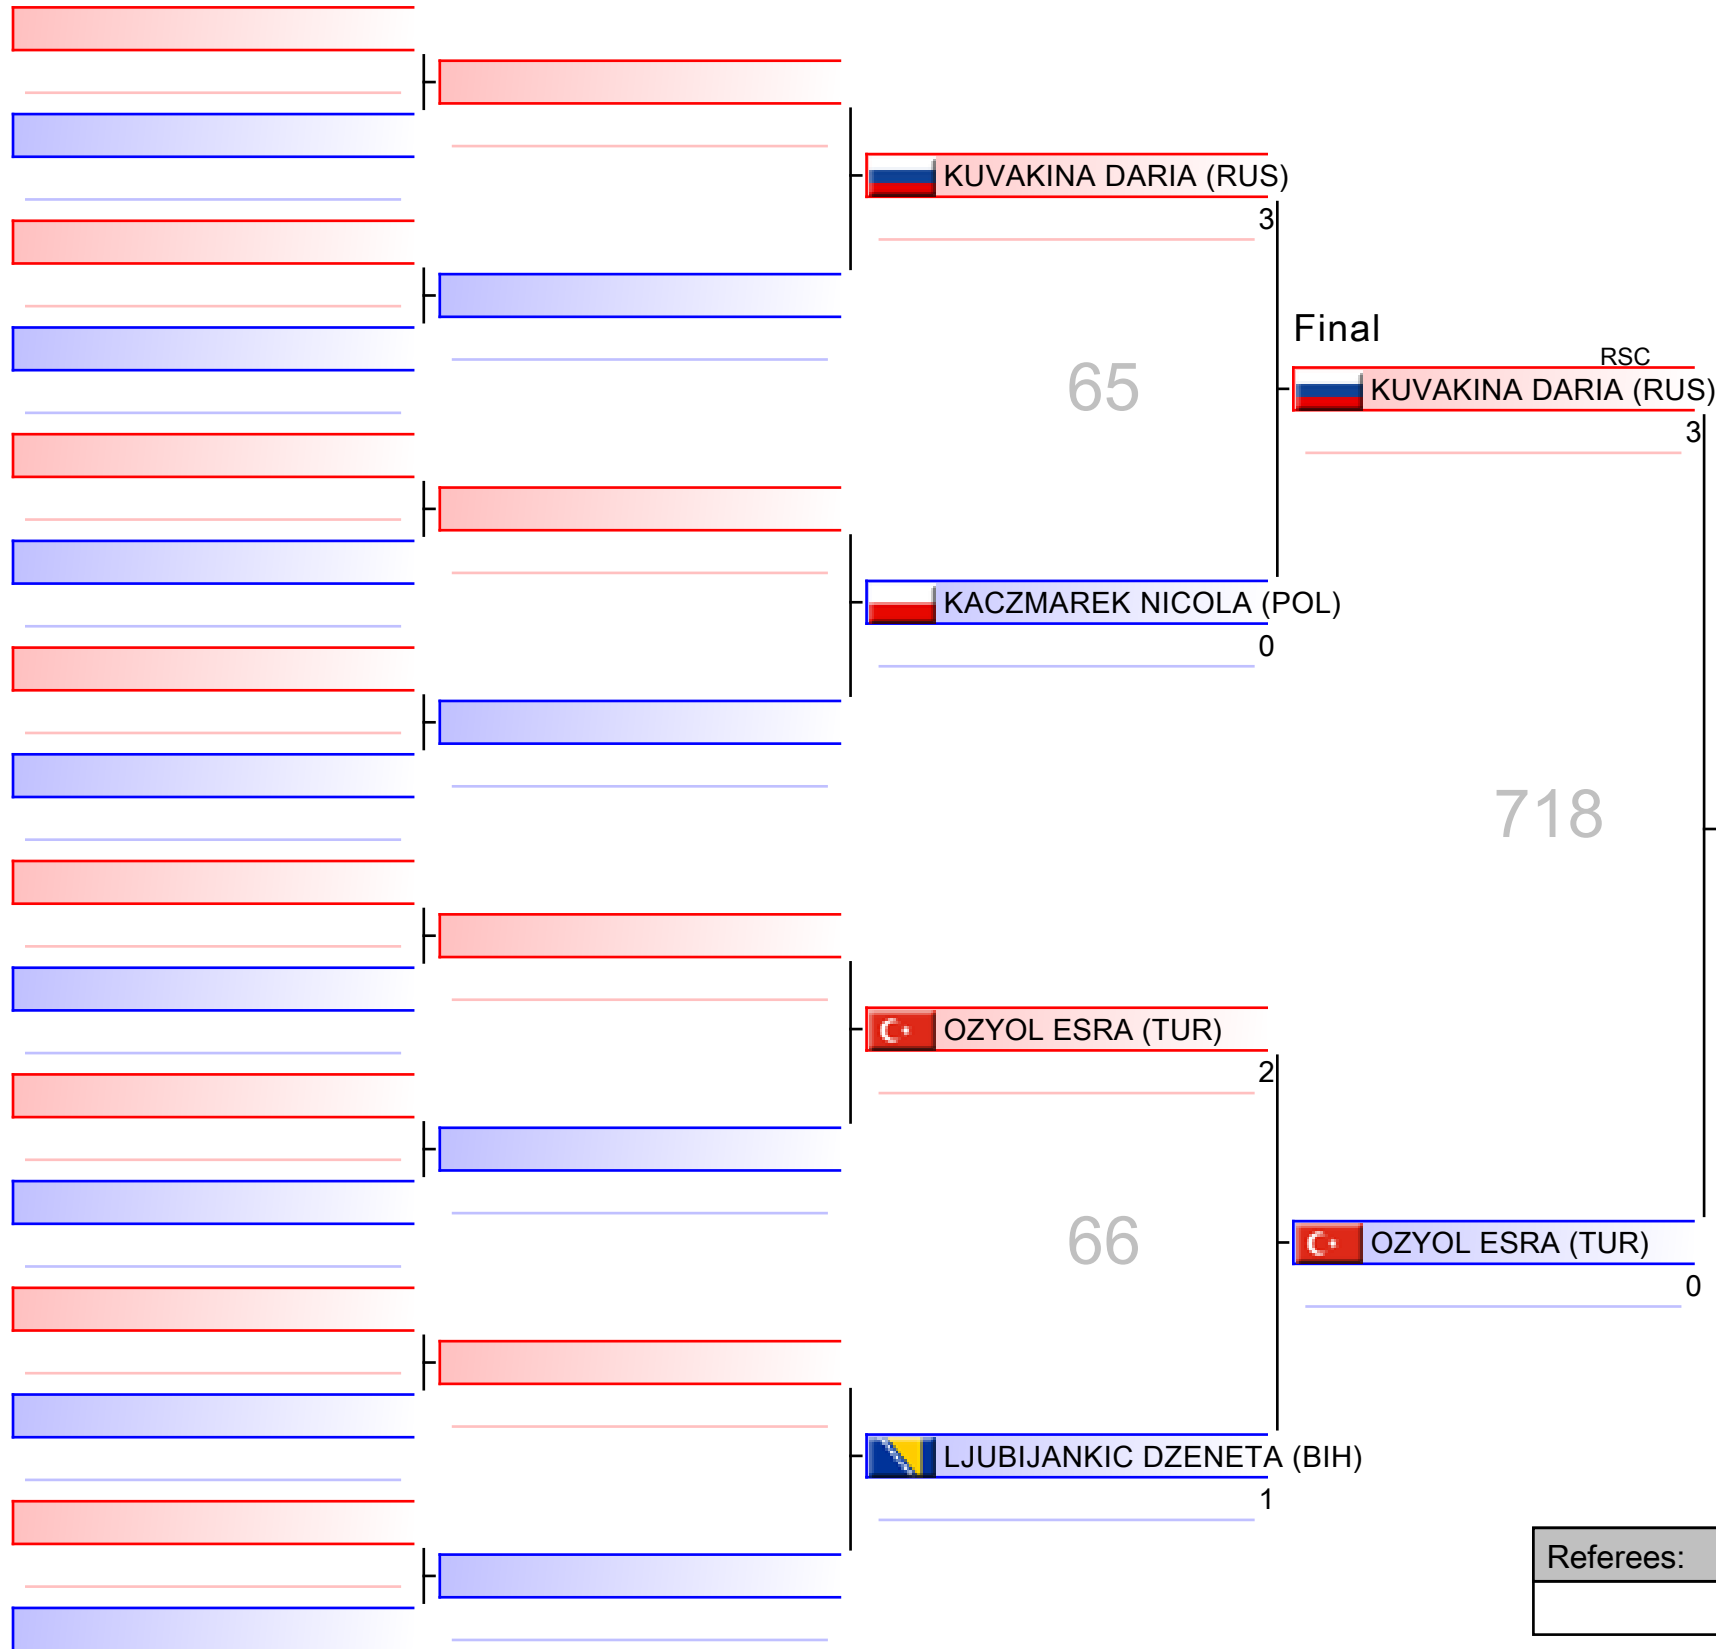 KUVAKINA DARIA (RUS)
3
65
Final
RSC
KUVAKINA DARIA (RUS)
3
KACZMAREK NICOLA (POL)
0
718
OZYOL ESRA (TUR)
2
66
OZYOL ESRA (TUR)
0
LJUBIJANKIC DZENETA (BIH)
1
Referees: